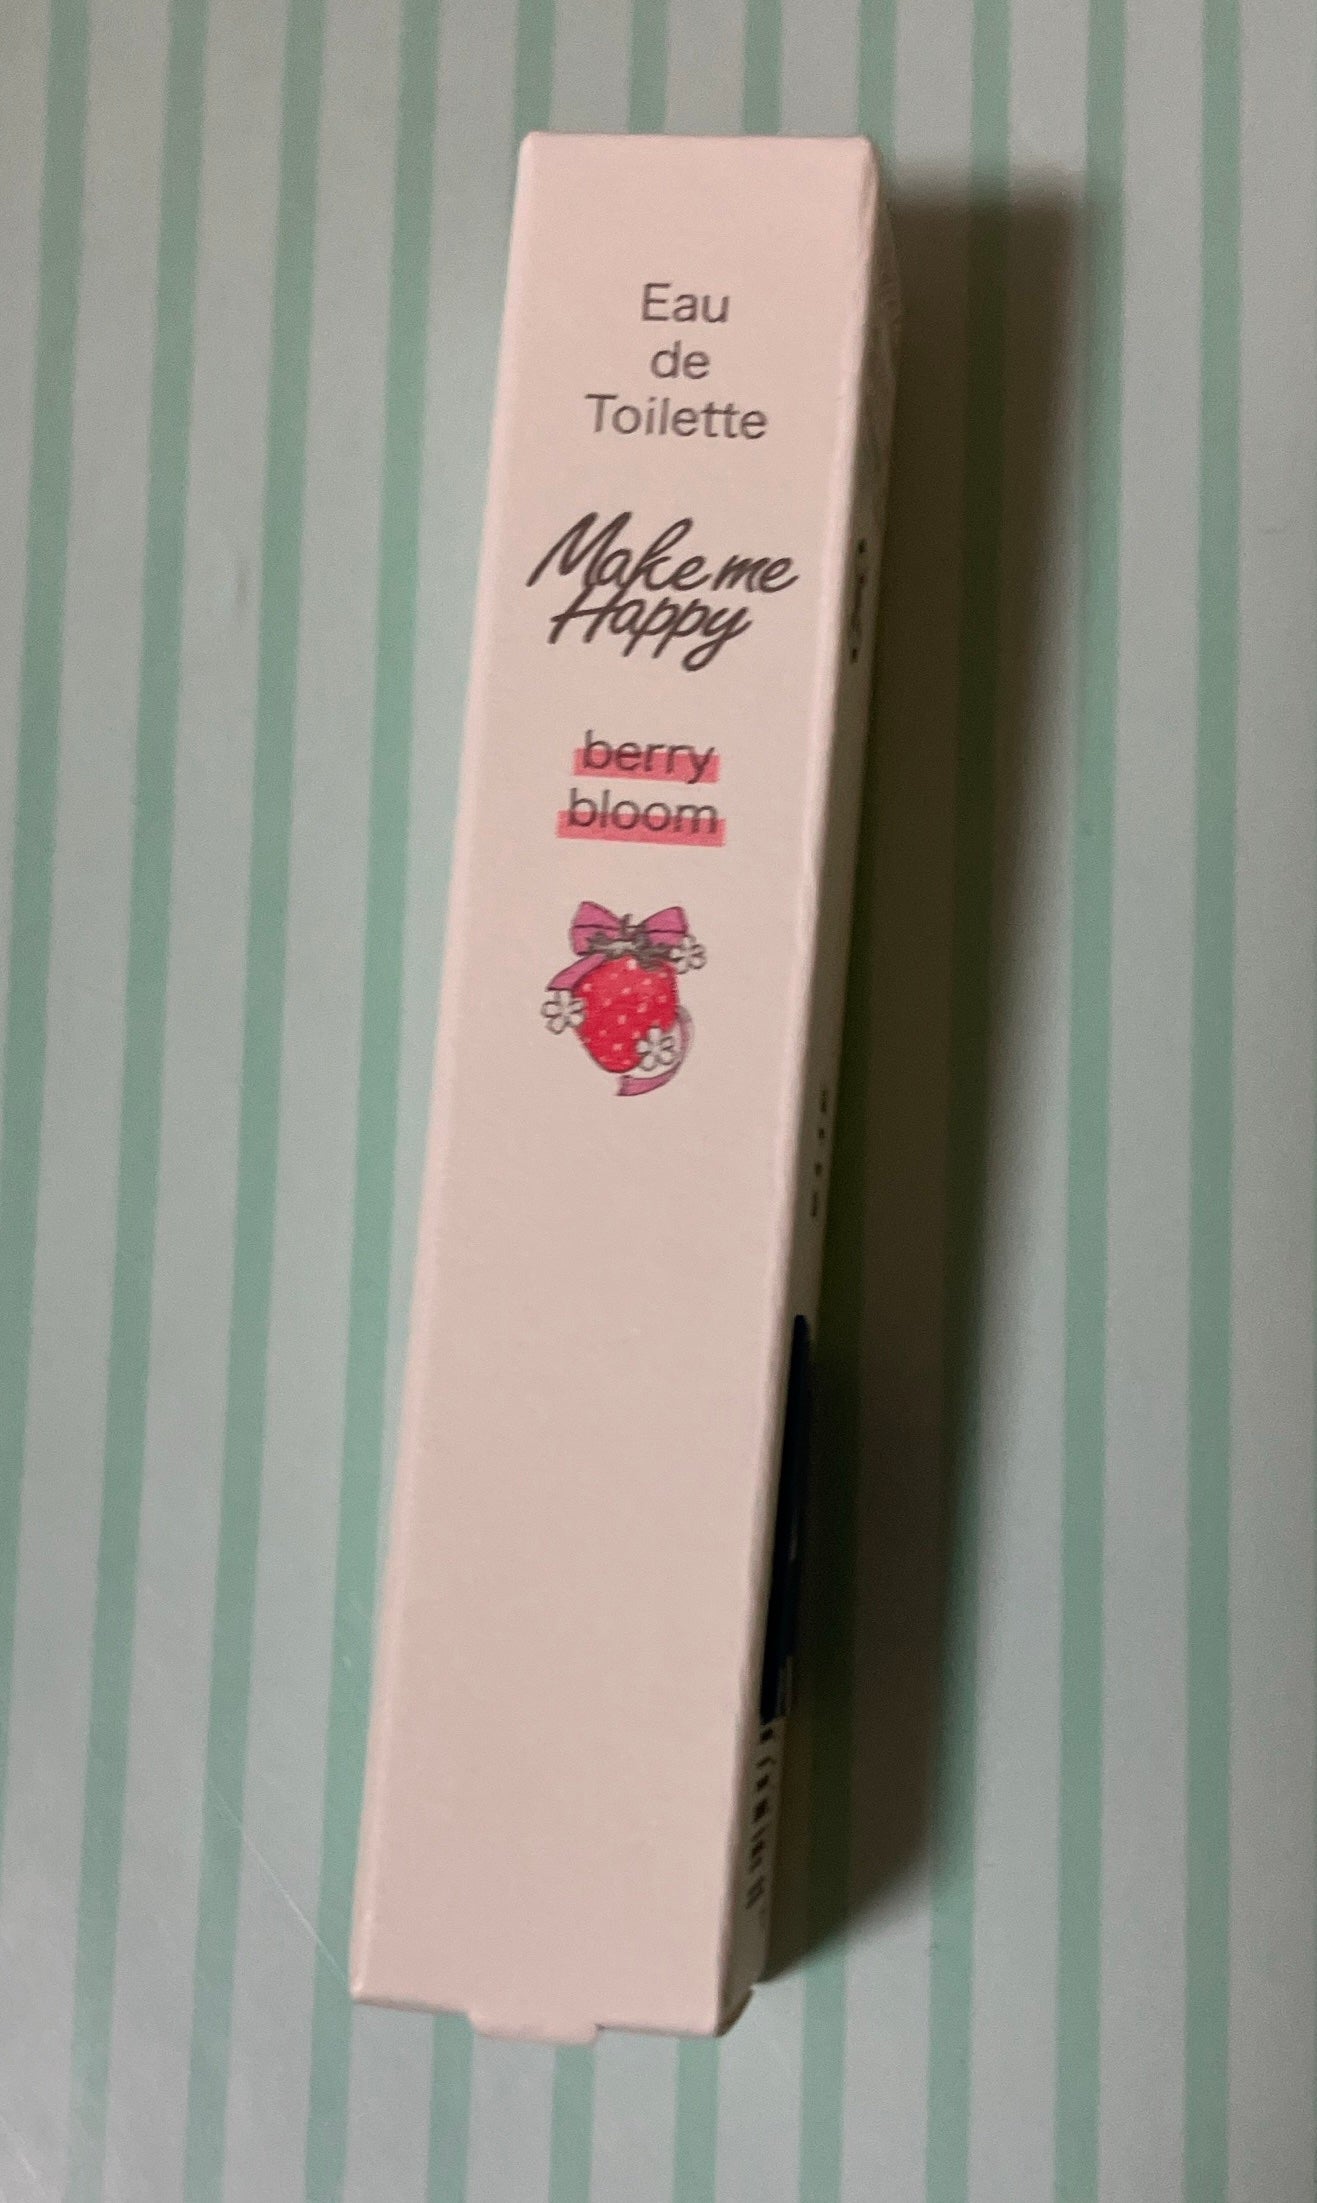 Eau
de
Toilette
Make me
Happy
berry
bloom